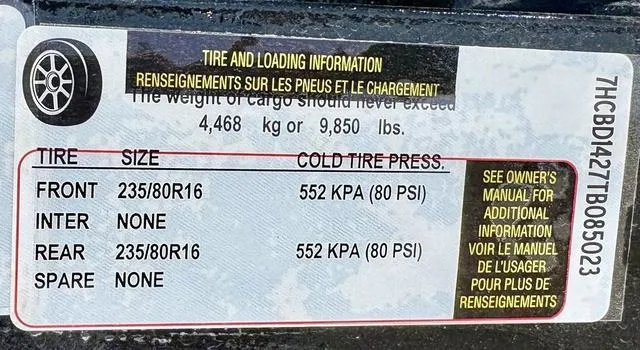 TIRE AND LOADING INFORMATION
RENSEIGNEMENTS SUR LES PNEUS ET LE CHARGEMENT
The weight of cargo should never exceed
4,468 kg or 9,850 lbs.
TIRE SIZE COLD TIRE PRESS.
FRONT 235/80R16 552 KPA (80 PSI)
INTER NONE
REAR 235/80R16 552 KPA (80 PSI)
SPARE NONE
SEE OWNER'S
MANUAL FOR
ADDITIONAL
INFORMATION
VOIR LE MANUEL
DE L'USAGER
POUR PLUS DE
RENSEIGNEMENTS
7HCBD1427TB085023